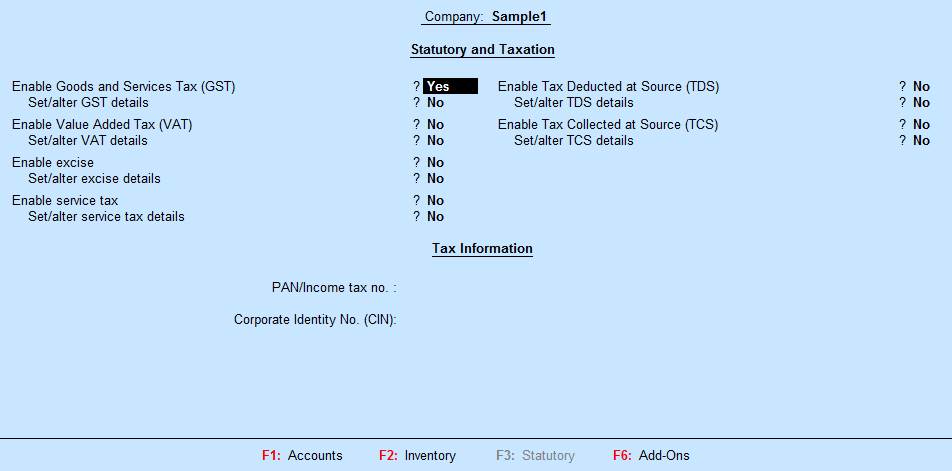 Company: Sample1
Statutory and Taxation
Enable Goods and Services Tax (GST) ? Yes Enable Tax Deducted at Source (TDS) ? No
Set/alter GST details ? No Set/alter TDS details ? No
Enable Value Added Tax (VAT) ? No Enable Tax Collected at Source (TCS) ? No
Set/alter VAT details ? No Set/alter TCS details ? No
Enable excise ? No
Set/alter excise details ? No
Enable service tax ? No
Set/alter service tax details ? No
Tax Information
PAN/Income tax no. :
Corporate Identity No. (CIN):
F1: Accounts F2: Inventory F3: Statutory F6: Add-Ons